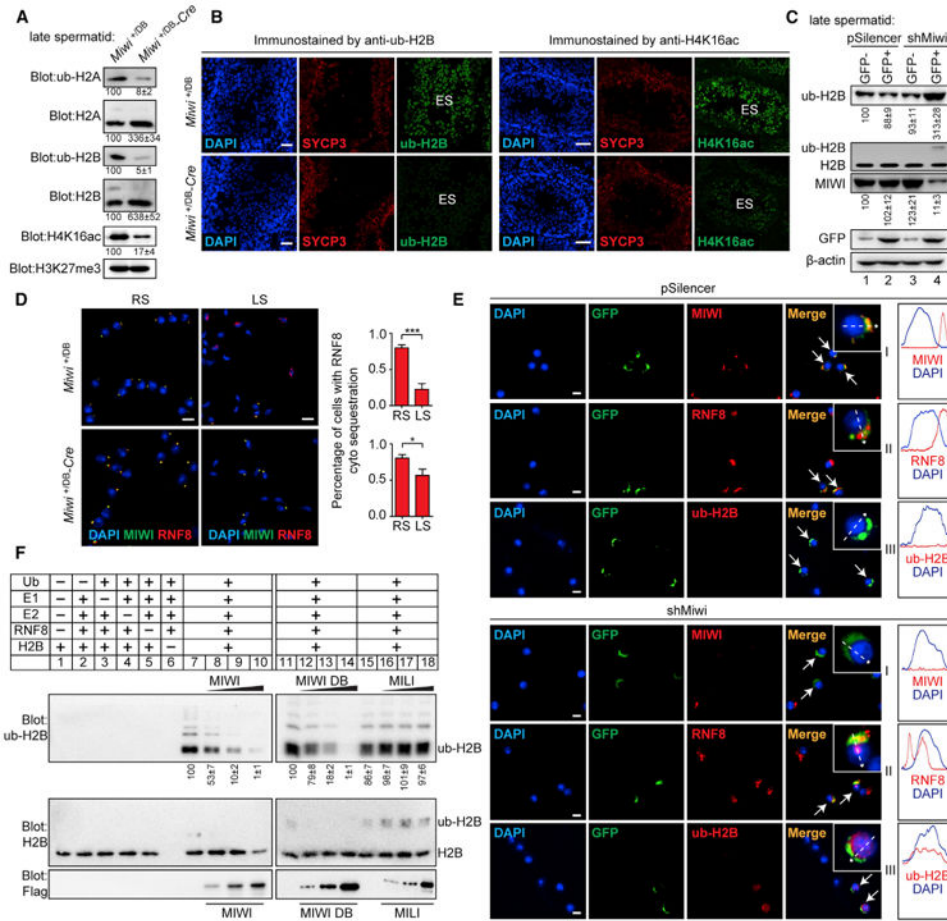 A
late spermatid:
Miwi +/DB
Miwi +/DB-Cre
Blot:ub-H2A
100 8±2
Blot:H2A
100 336±34
Blot:ub-H2B
100 5±1
Blot:H2B
100 638±52
Blot:H4K16ac
100 17±4
Blot:H3K27me3
B
Immunostained by anti-ub-H2B
Immunostained by anti-H4K16ac
Miwi +/DB
ES
ES
DAPI SYCP3 ub-H2B DAPI SYCP3 H4K16ac
Miwi +/DB-Cre
ES
ES
DAPI SYCP3 ub-H2B DAPI SYCP3 H4K16ac
C
late spermatid:
pSilencer shMiwi
GFP- GFP+ GFP- GFP+
ub-H2B
100 88±9 93±11 313±28
ub-H2B
H2B
MIWI
100 102±12 123±21 11±3
GFP
β-actin
1 2 3 4
D
RS LS
Miwi +/DB
Miwi +/DB-Cre
DAPI MIWI RNF8 DAPI MIWI RNF8
Percentage of cells with RNF8
cyto sequestration
***
1.0
0.5
0.0
RS LS
*
1.0
0.5
0.0
RS LS
E
pSilencer
DAPI GFP MIWI Merge
I
MIWI
DAPI
DAPI GFP RNF8 Merge
II
RNF8
DAPI
DAPI GFP ub-H2B Merge
III
ub-H2B
DAPI
shMiwi
DAPI GFP MIWI Merge
I
MIWI
DAPI
DAPI GFP RNF8 Merge
II
RNF8
DAPI
DAPI GFP ub-H2B Merge
III
ub-H2B
DAPI
F
Ub – – + + + + + + +
E1 – + – + + + + + +
E2 – + + – + + + + +
RNF8 – + + + – + + + +
H2B + + + + + – + + +
1 2 3 4 5 6 7 8 9 10 11 12 13 14 15 16 17 18
MIWI MIWI DB MILI
Blot:
ub-H2B
ub-H2B
100 53±7 10±2 1±1 100 79±8 18±2 1±1 86±7 98±7 101±9 97±6
Blot:
H2B
ub-H2B
H2B
Blot:
Flag
MIWI MIWI DB MILI